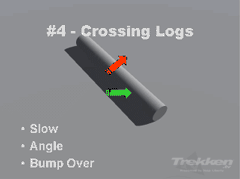 #4 - Crossing Logs
• Slow
• Angle
• Bump Over
Trekken